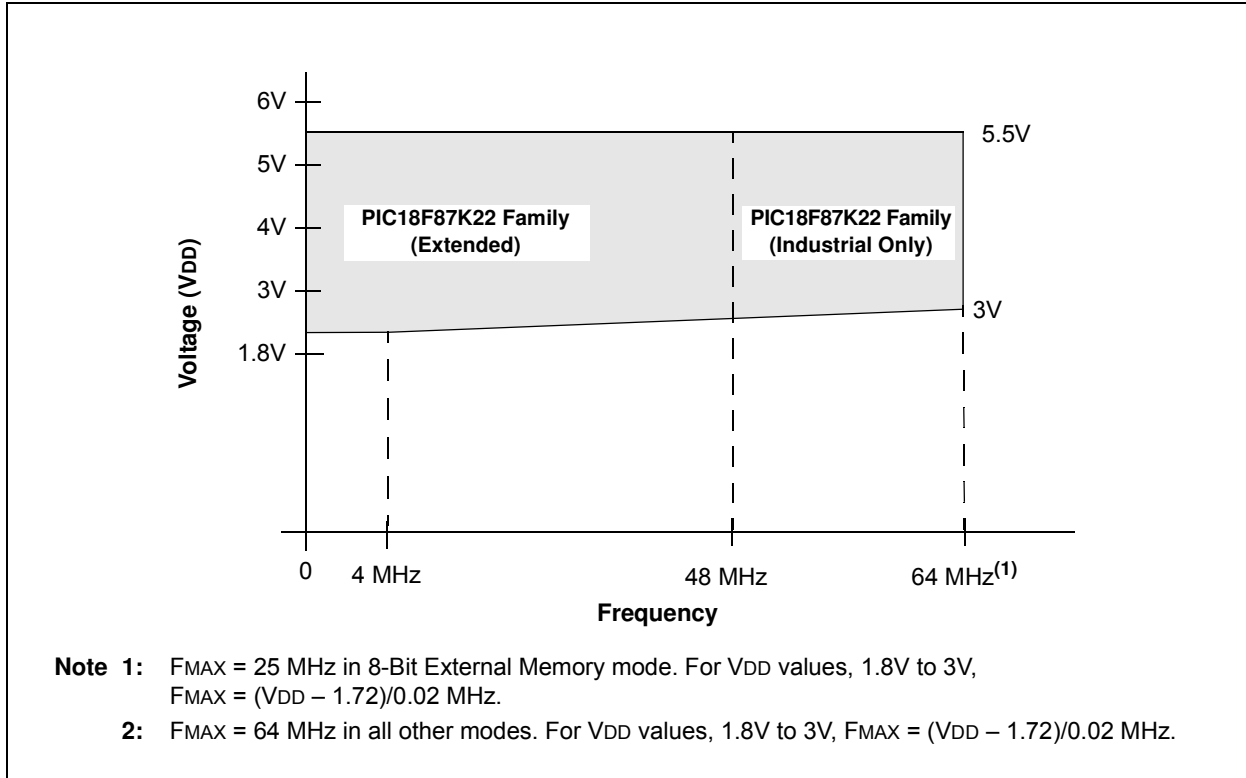 6V
5.5V
5V
PIC18F87K22 Family
(Extended)
PIC18F87K22 Family
(Industrial Only)
4V
Voltage (VDD)
3V
3V
1.8V
0
4 MHz
48 MHz
64 MHz(1)
Frequency
Note 1: FMAX = 25 MHz in 8-Bit External Memory mode. For VDD values, 1.8V to 3V,
FMAX = (VDD – 1.72)/0.02 MHz.
2: FMAX = 64 MHz in all other modes. For VDD values, 1.8V to 3V, FMAX = (VDD – 1.72)/0.02 MHz.